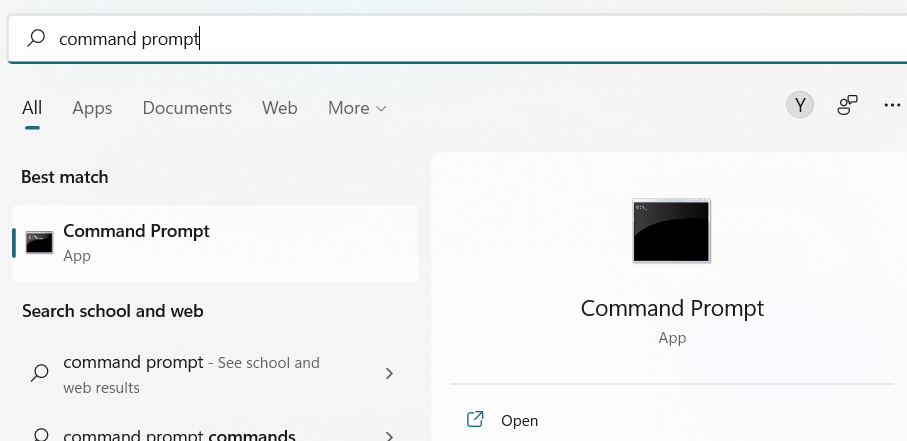 command prompt
All Apps Documents Web More
Y
Best match
Command Prompt
App
Search school and web
command prompt - See school and
web results
command prompt commands
Command Prompt
App
Open